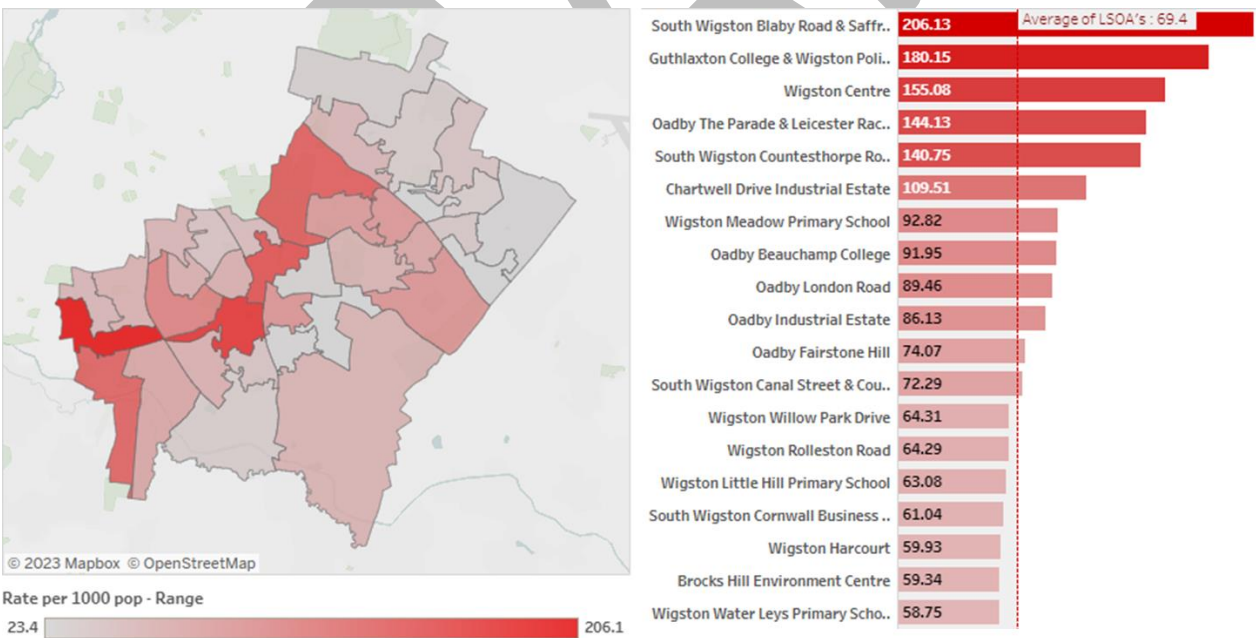 © 2023 Mapbox © OpenStreetMap
Rate per 1000 pop - Range
23.4 206.1
Average of LSOA's : 69.4
South Wigston Blaby Road & Saffr.. 206.13
Guthlaxton College & Wigston Poli.. 180.15
Wigston Centre 155.08
Oadby The Parade & Leicester Rac.. 144.13
South Wigston Countesthorpe Ro.. 140.75
Chartwell Drive Industrial Estate 109.51
Wigston Meadow Primary School 92.82
Oadby Beauchamp College 91.95
Oadby London Road 89.46
Oadby Industrial Estate 86.13
Oadby Fairstone Hill 74.07
South Wigston Canal Street & Cou.. 72.29
Wigston Willow Park Drive 64.31
Wigston Rolleston Road 64.29
Wigston Little Hill Primary School 63.08
South Wigston Cornwall Business .. 61.04
Wigston Harcourt 59.93
Brocks Hill Environment Centre 59.34
Wigston Water Leys Primary Scho.. 58.75